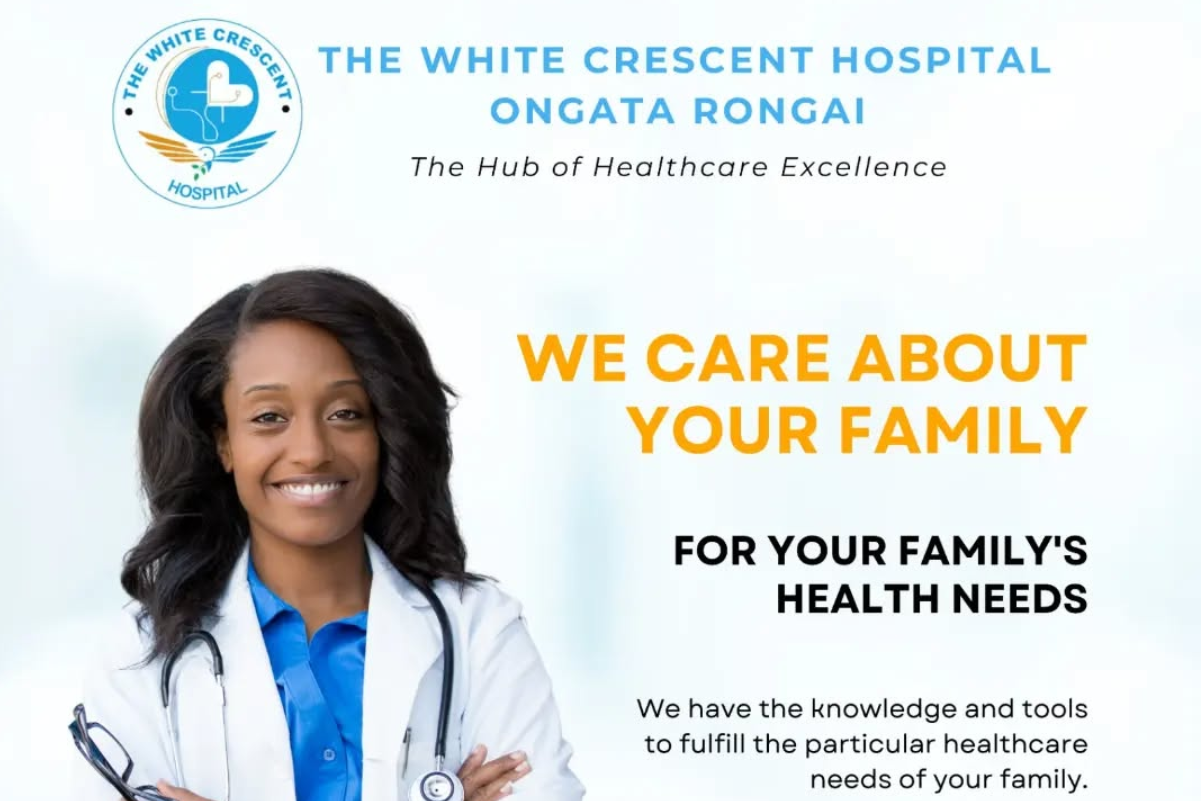 THE WHITE CRESCENT
HOSPITAL
THE WHITE CRESCENT HOSPITAL
ONGATA RONGAI
The Hub of Healthcare Excellence
WE CARE ABOUT
YOUR FAMILY
FOR YOUR FAMILY'S
HEALTH NEEDS
We have the knowledge and tools
to fulfill the particular healthcare
needs of your family.